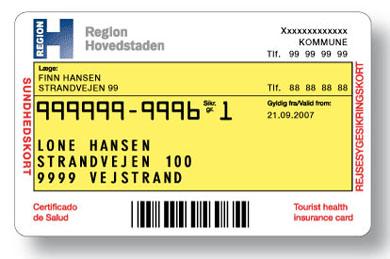 REGION H
Region
Hovedstaden
Xxxxxxxxxxxxx
KOMMUNE
Tlf. 99 99 99 99
Læge:
FINN HANSEN
STRANDVEJEN 99
Tlf. 88 88 88 88
999999-9996 Sikr. gr. 1
Gyldig fra/Valid from:
21.09.2007
LONE HANSEN
STRANDVEJEN 100
9999 VEJSTRAND
SUNDHEDSKORT
REJSESYGESIKRINGSKORT
Certificado
de Salud
Tourist health
insurance card